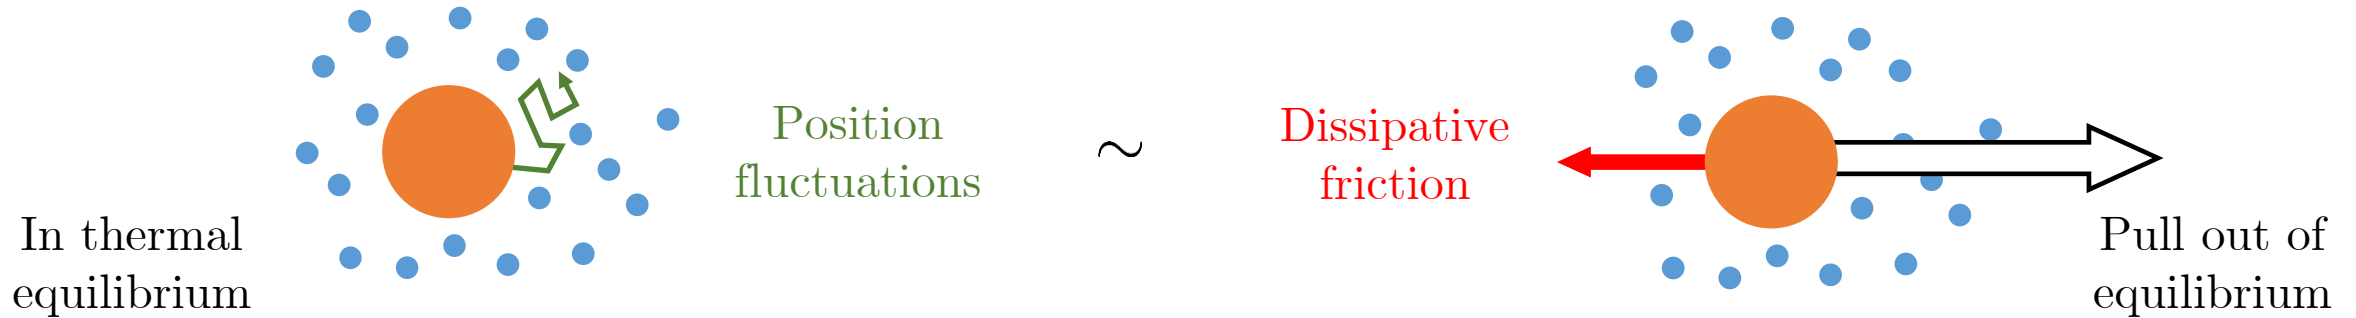 In thermal
equilibrium
Position
fluctuations
~
Dissipative
friction
Pull out of
equilibrium